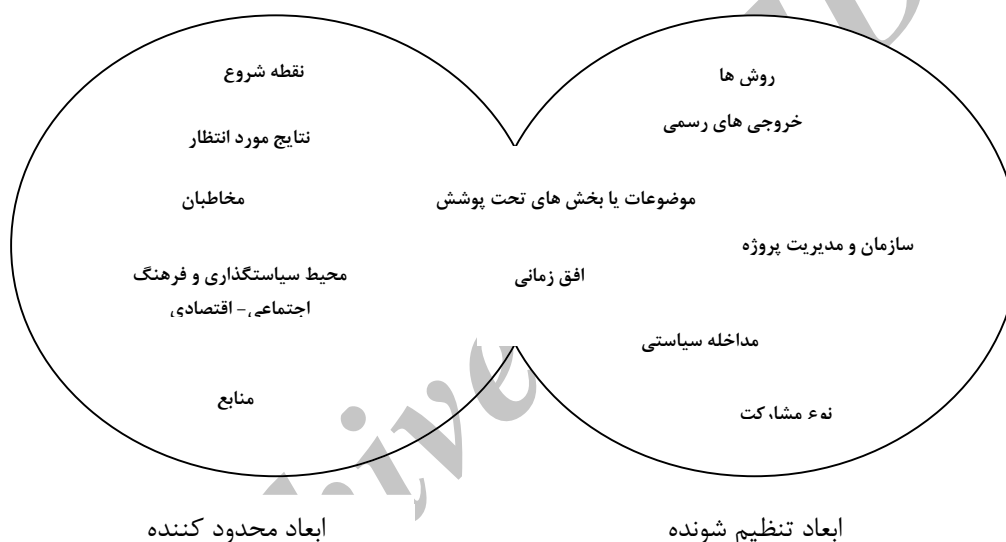 روش ها
نقطه شروع
خروجی های رسمی
نتایج مورد انتظار
موضوعات یا بخش های تحت پوشش
مخاطبان
سازمان و مدیریت پروژه
افق زمانی
محیط سیاستگذاری و فرهنگ
اجتماعی- اقتصادی
مداخله سیاستی
منابع
نوع مشارکت
ابعاد تنظیم شونده
ابعاد محدود کننده